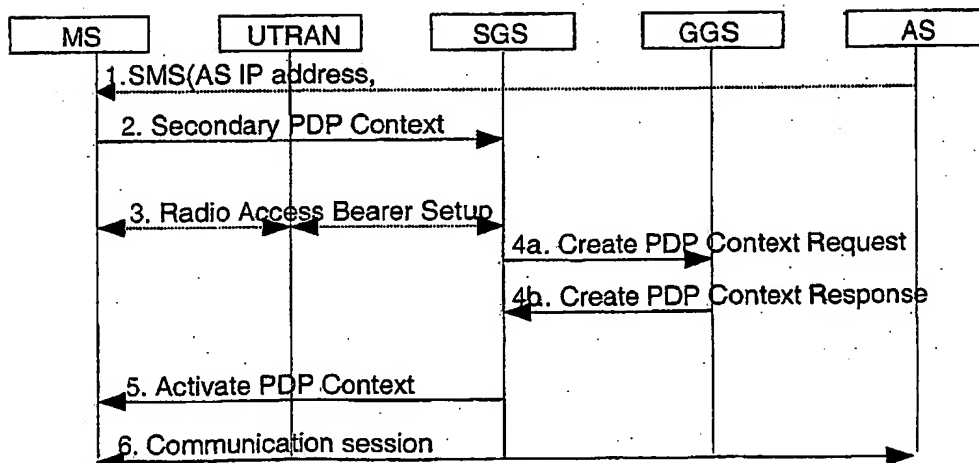 MS UTRAN SGS GGS AS
1.SMS(AS IP address,
2. Secondary PDP Context
3. Radio Access Bearer Setup
4a. Create PDP Context Request
4b. Create PDP Context Response
5. Activate PDP Context
6. Communication session